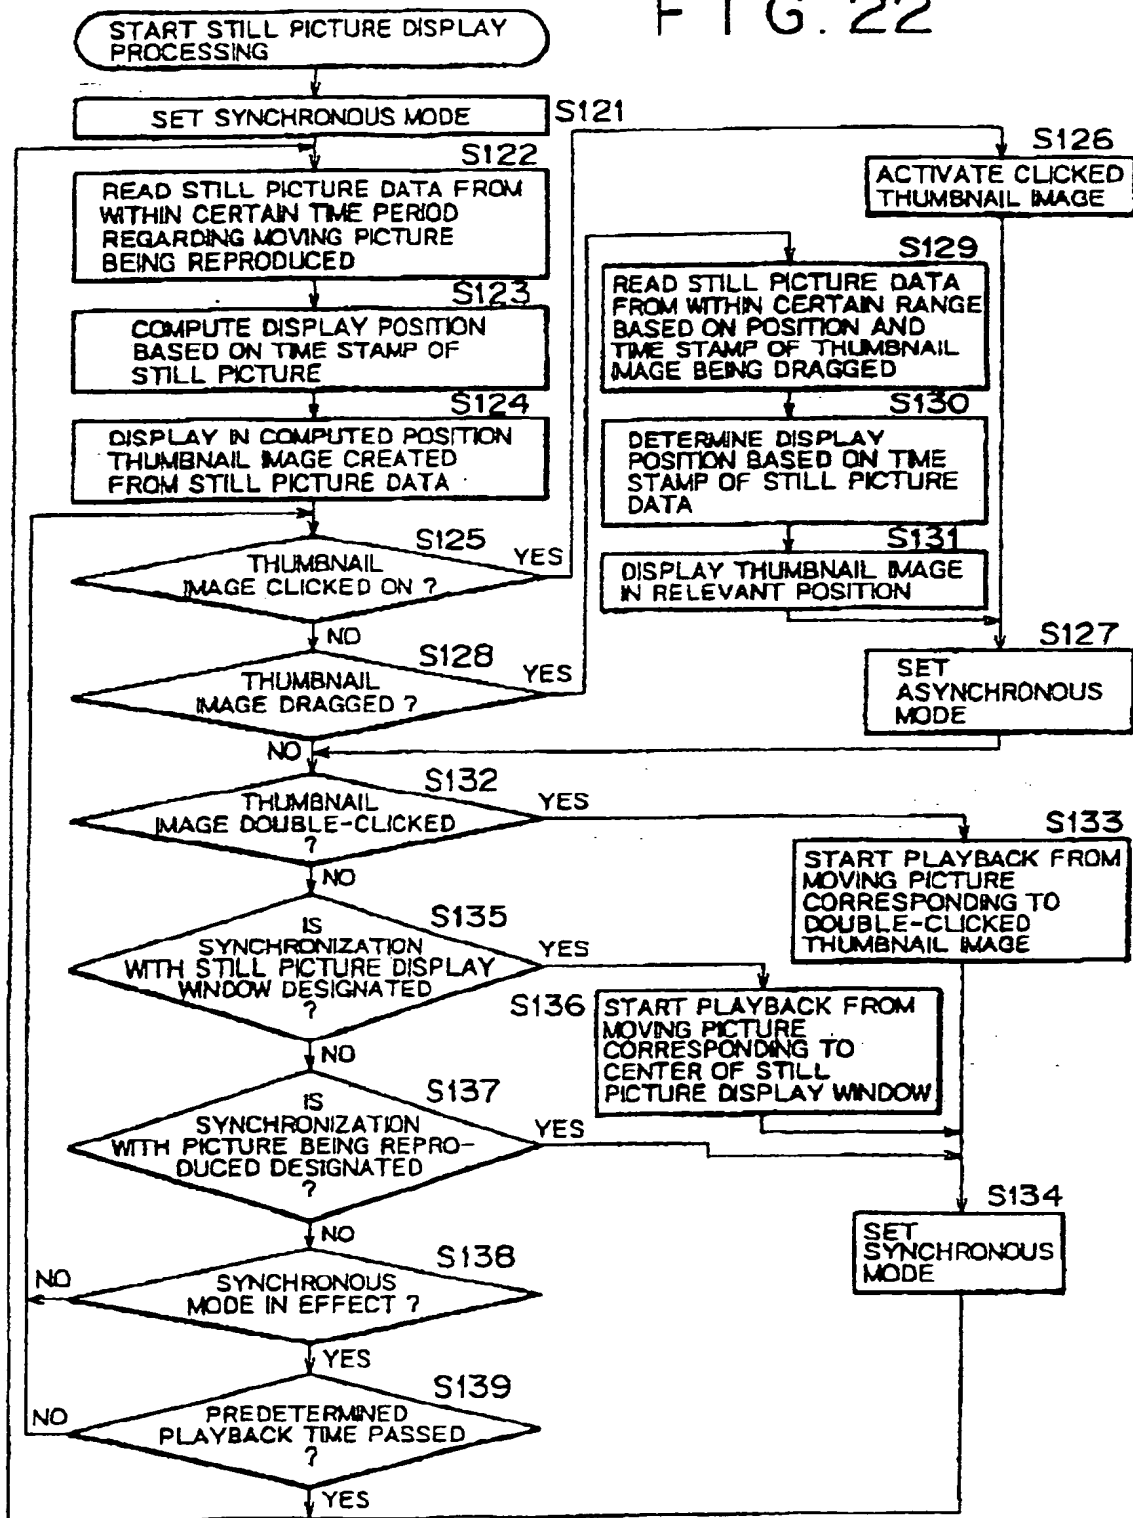 FIG.22
START STILL PICTURE DISPLAY
PROCESSING
SET SYNCHRONOUS MODE
S121
S122
READ STILL PICTURE DATA FROM
WITHIN CERTAIN TIME PERIOD
REGARDING MOVING PICTURE
BEING REPRODUCED
S123
COMPUTE DISPLAY POSITION
BASED ON TIME STAMP OF
STILL PICTURE
S124
DISPLAY IN COMPUTED POSITION
THUMBNAIL IMAGE CREATED
FROM STILL PICTURE DATA
S125
THUMBNAIL
IMAGE CLICKED ON ?
YES
NO
S126
ACTIVATE CLICKED
THUMBNAIL IMAGE
S128
THUMBNAIL
IMAGE DRAGGED ?
YES
NO
S129
READ STILL PICTURE DATA
FROM WITHIN CERTAIN RANGE
BASED ON POSITION AND
TIME STAMP OF THUMBNAIL
IMAGE BEING DRAGGED
S130
DETERMINE DISPLAY
POSITION BASED ON TIME
STAMP OF STILL PICTURE
DATA
S131
DISPLAY THUMBNAIL IMAGE
IN RELEVANT POSITION
S127
SET
ASYNCHRONOUS
MODE
S132
THUMBNAIL
IMAGE DOUBLE-CLICKED
?
YES
NO
S133
START PLAYBACK FROM
MOVING PICTURE
CORRESPONDING TO
DOUBLE-CLICKED
THUMBNAIL IMAGE
S135
IS
SYNCHRONIZATION
WITH STILL PICTURE DISPLAY
WINDOW DESIGNATED
?
YES
NO
S136
START PLAYBACK FROM
MOVING PICTURE
CORRESPONDING TO
CENTER OF STILL
PICTURE DISPLAY WINDOW
S137
IS
SYNCHRONIZATION
WITH PICTURE BEING REPRO-
DUCED DESIGNATED
?
YES
NO
S134
SET
SYNCHRONOUS
MODE
S138
SYNCHRONOUS
MODE IN EFFECT ?
NO
YES
S139
PREDETERMINED
PLAYBACK TIME PASSED
?
NO
YES